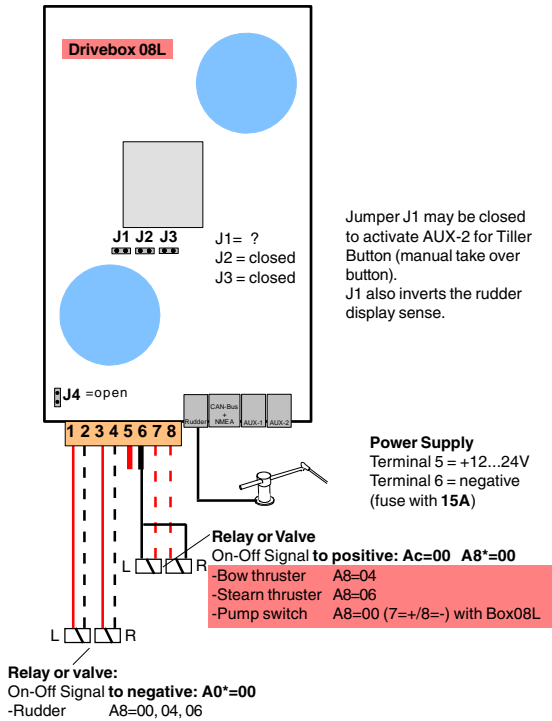 Drivebox 08L
J1 J2 J3
J1= ?
J2 = closed
J3 = closed
Jumper J1 may be closed
to activate AUX-2 for Tiller
Button (manual take over
button).
J1 also inverts the rudder
display sense.
J4 =open
Rudder
CAN-Bus
+
NMEA
AUX-1
AUX-2
1 2 3 4 5 6 7 8
Power Supply
Terminal 5 = +12...24V
Terminal 6 = negative
(fuse with 15A)
Relay or Valve
On-Off Signal to positive: Ac=00 A8*=00
-Bow thruster A8=04
-Stearn thruster A8=06
-Pump switch A8=00 (7=+/8=-) with Box08L
L R
L R
Relay or valve:
On-Off Signal to negative: A0*=00
-Rudder A8=00, 04, 06